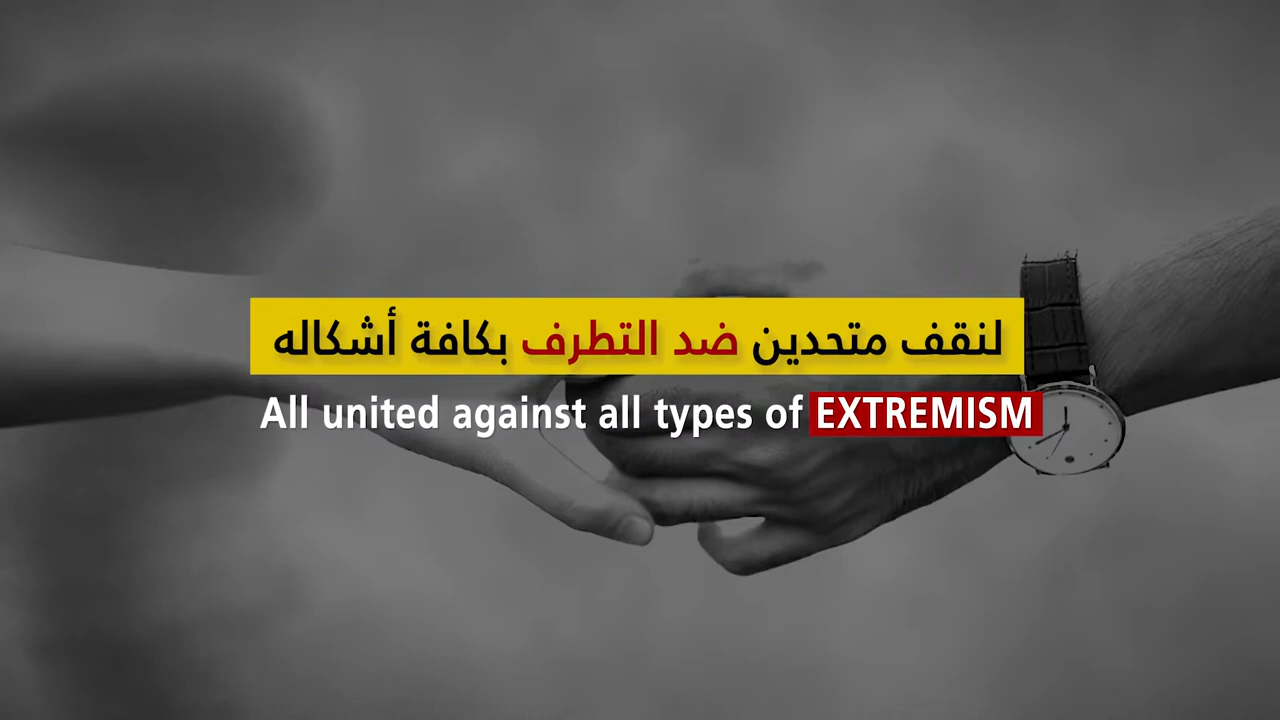 لنقف متحدين ضد التطرف بكافة أشكاله
All united against all types of EXTREMISM